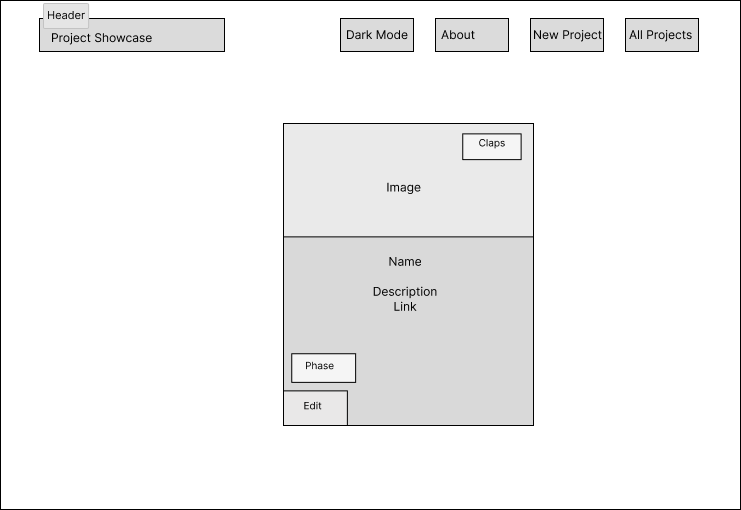 Header
Project Showcase
Dark Mode
About
New Project
All Projects
Claps
Image
Name
Description
Link
Phase
Edit